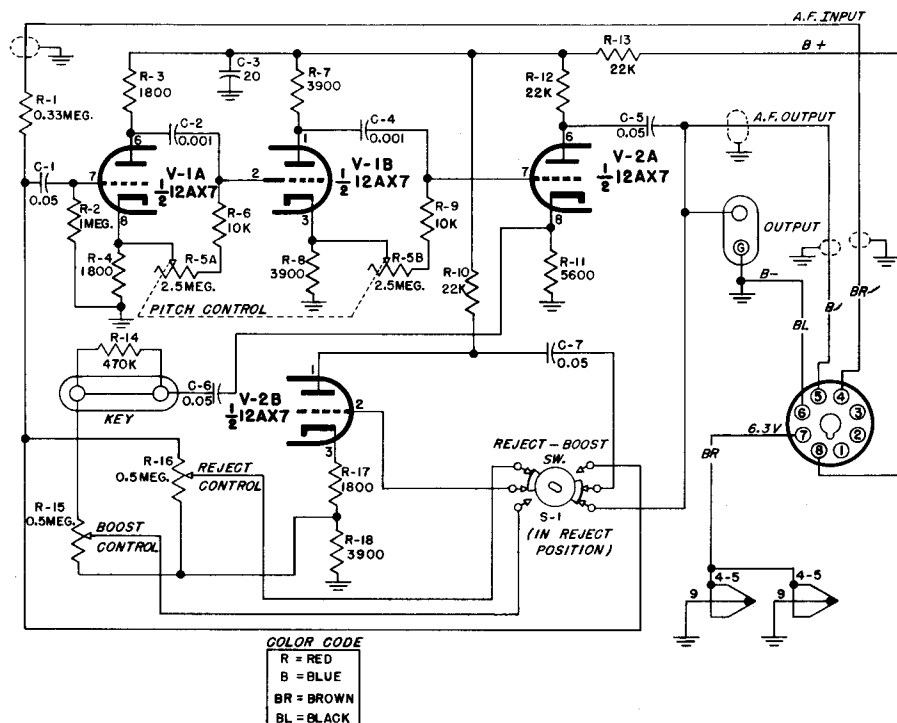 A.F. INPUT
B+
R-13
22K
R-1
0.33MEG.
R-3
1800
C-3
20
R-7
3900
R-12
22K
C-5
0.05
A.F. OUTPUT
C-2
0.001
C-4
0.001
6
1
6
C-1
0.05
7
V-1A
1/2 12AX7
2
V-1B
1/2 12AX7
7
V-2A
1/2 12AX7
R-2
1MEG.
8
R-6
10K
3
R-9
10K
8
OUTPUT
G
B-
R-4
1800
R-5A
2.5MEG.
R-8
3900
R-5B
2.5MEG.
R-10
22K
R-11
5600
PITCH CONTROL
BL
B
BR
R-14
470K
C-6
0.05
KEY
1
V-2B
1/2 12AX7
2
3
C-7
0.05
5
4
6
3
7
2
8
1
6.3V
BR
R-16
0.5MEG.
REJECT
CONTROL
R-17
1800
REJECT-BOOST
SW.
S-1
(IN REJECT
POSITION)
R-15
0.5MEG.
BOOST
CONTROL
R-18
3900
4-5
9
4-5
9
COLOR CODE
R = RED
B = BLUE
BR = BROWN
BL = BLACK